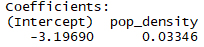 Coefficients:
(Intercept)  pop_density
   -3.19690      0.03346